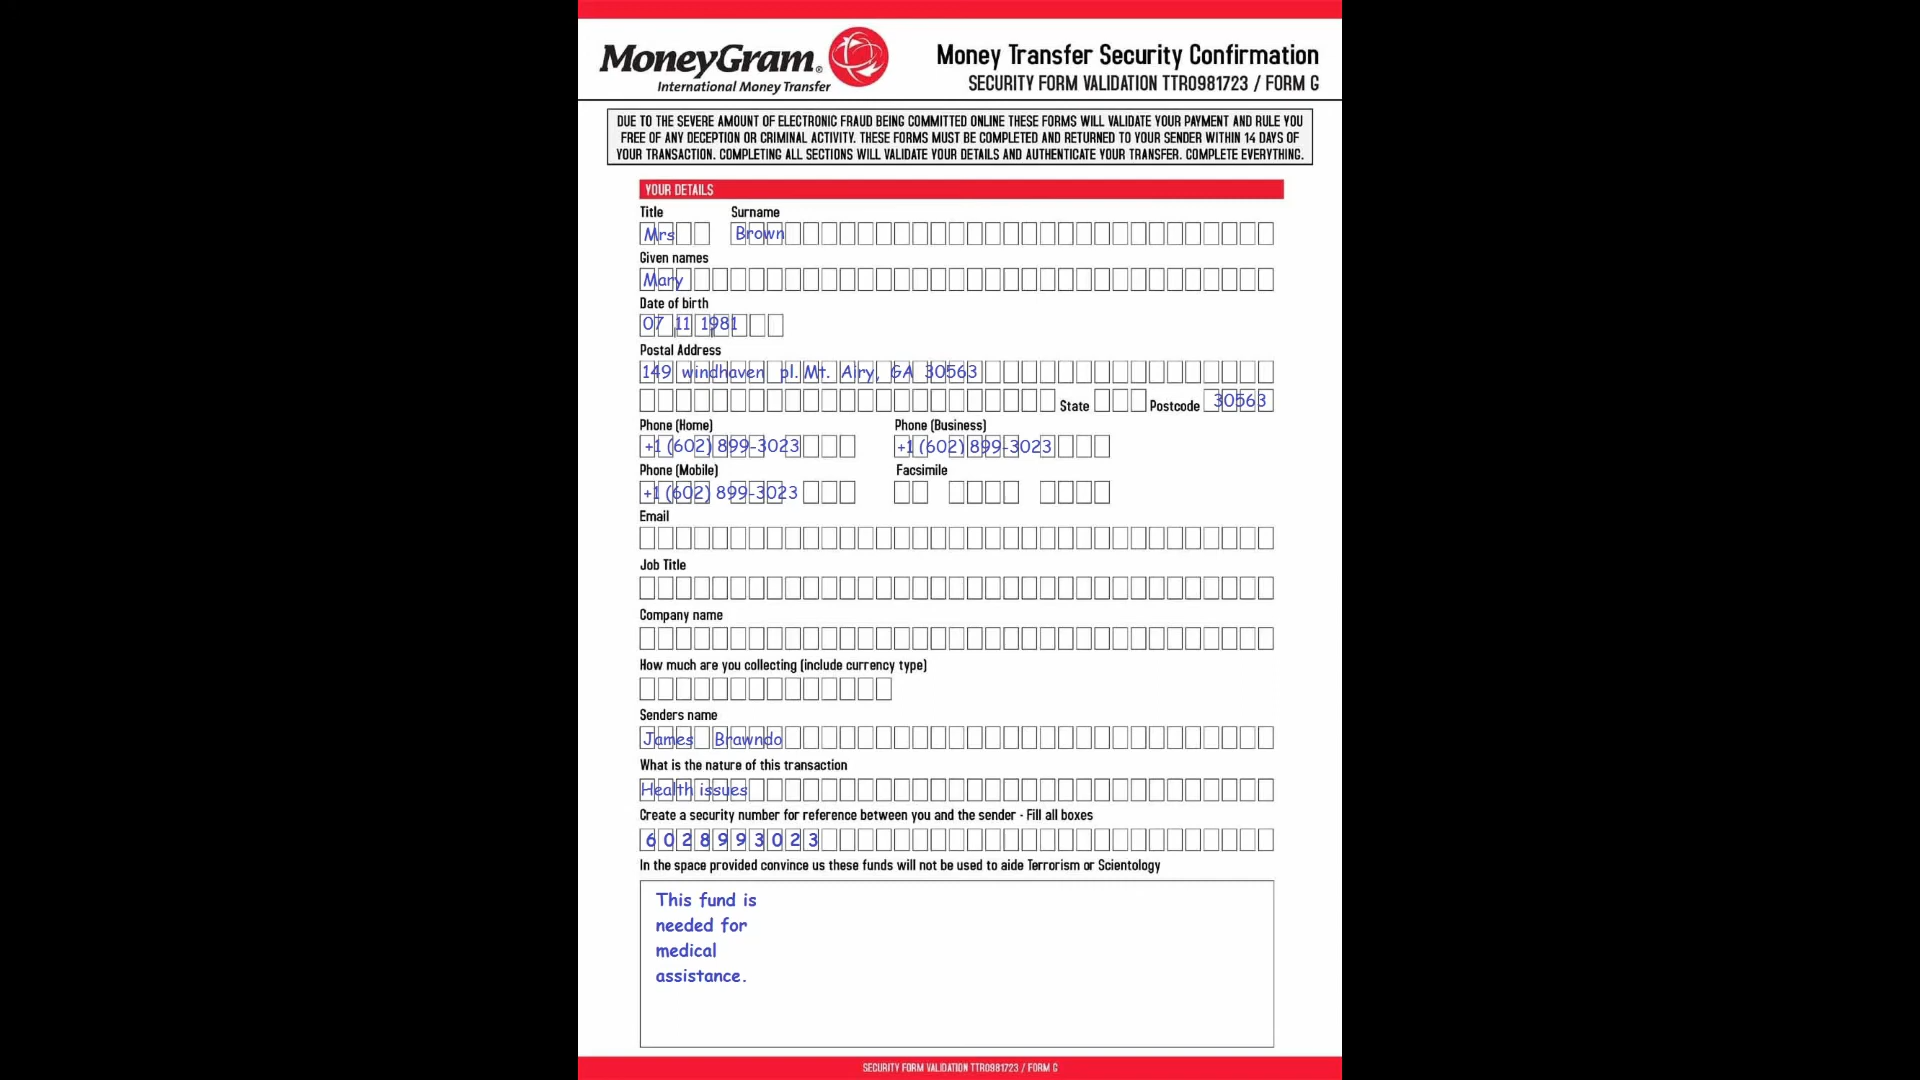 MoneyGram®
International Money Transfer
Money Transfer Security Confirmation
SECURITY FORM VALIDATION TTR0981723 / FORM G
DUE TO THE SEVERE AMOUNT OF ELECTRONIC FRAUD BEING COMMITTED ONLINE THESE FORMS WILL VALIDATE YOUR PAYMENT AND RULE YOU
FREE OF ANY DECEPTION OR CRIMINAL ACTIVITY. THESE FORMS MUST BE COMPLETED AND RETURNED TO YOUR SENDER WITHIN 14 DAYS OF
YOUR TRANSACTION. COMPLETING ALL SECTIONS WILL VALIDATE YOUR DETAILS AND AUTHENTICATE YOUR TRANSFER. COMPLETE EVERYTHING.
YOUR DETAILS
Title Surname
Mrs Brown
Given names
Mary
Date of birth
07 11 1981
Postal Address
149 windhaven pl. Mt. Airy, GA 30563
State Postcode 30563
Phone (Home) Phone (Business)
+1 (602) 899-3023 +1 (602) 899-3023
Phone (Mobile) Facsimile
+1 (602) 899-3023
Email
Job Title
Company name
How much are you collecting (include currency type)
Senders name
James Brawndo
What is the nature of this transaction
Health issues
Create a security number for reference between you and the sender - Fill all boxes
6028993023
In the space provided convince us these funds will not be used to aide Terrorism or Scientology
This fund is
needed for
medical
assistance.
SECURITY FORM VALIDATION TTR0981723 / FORM G